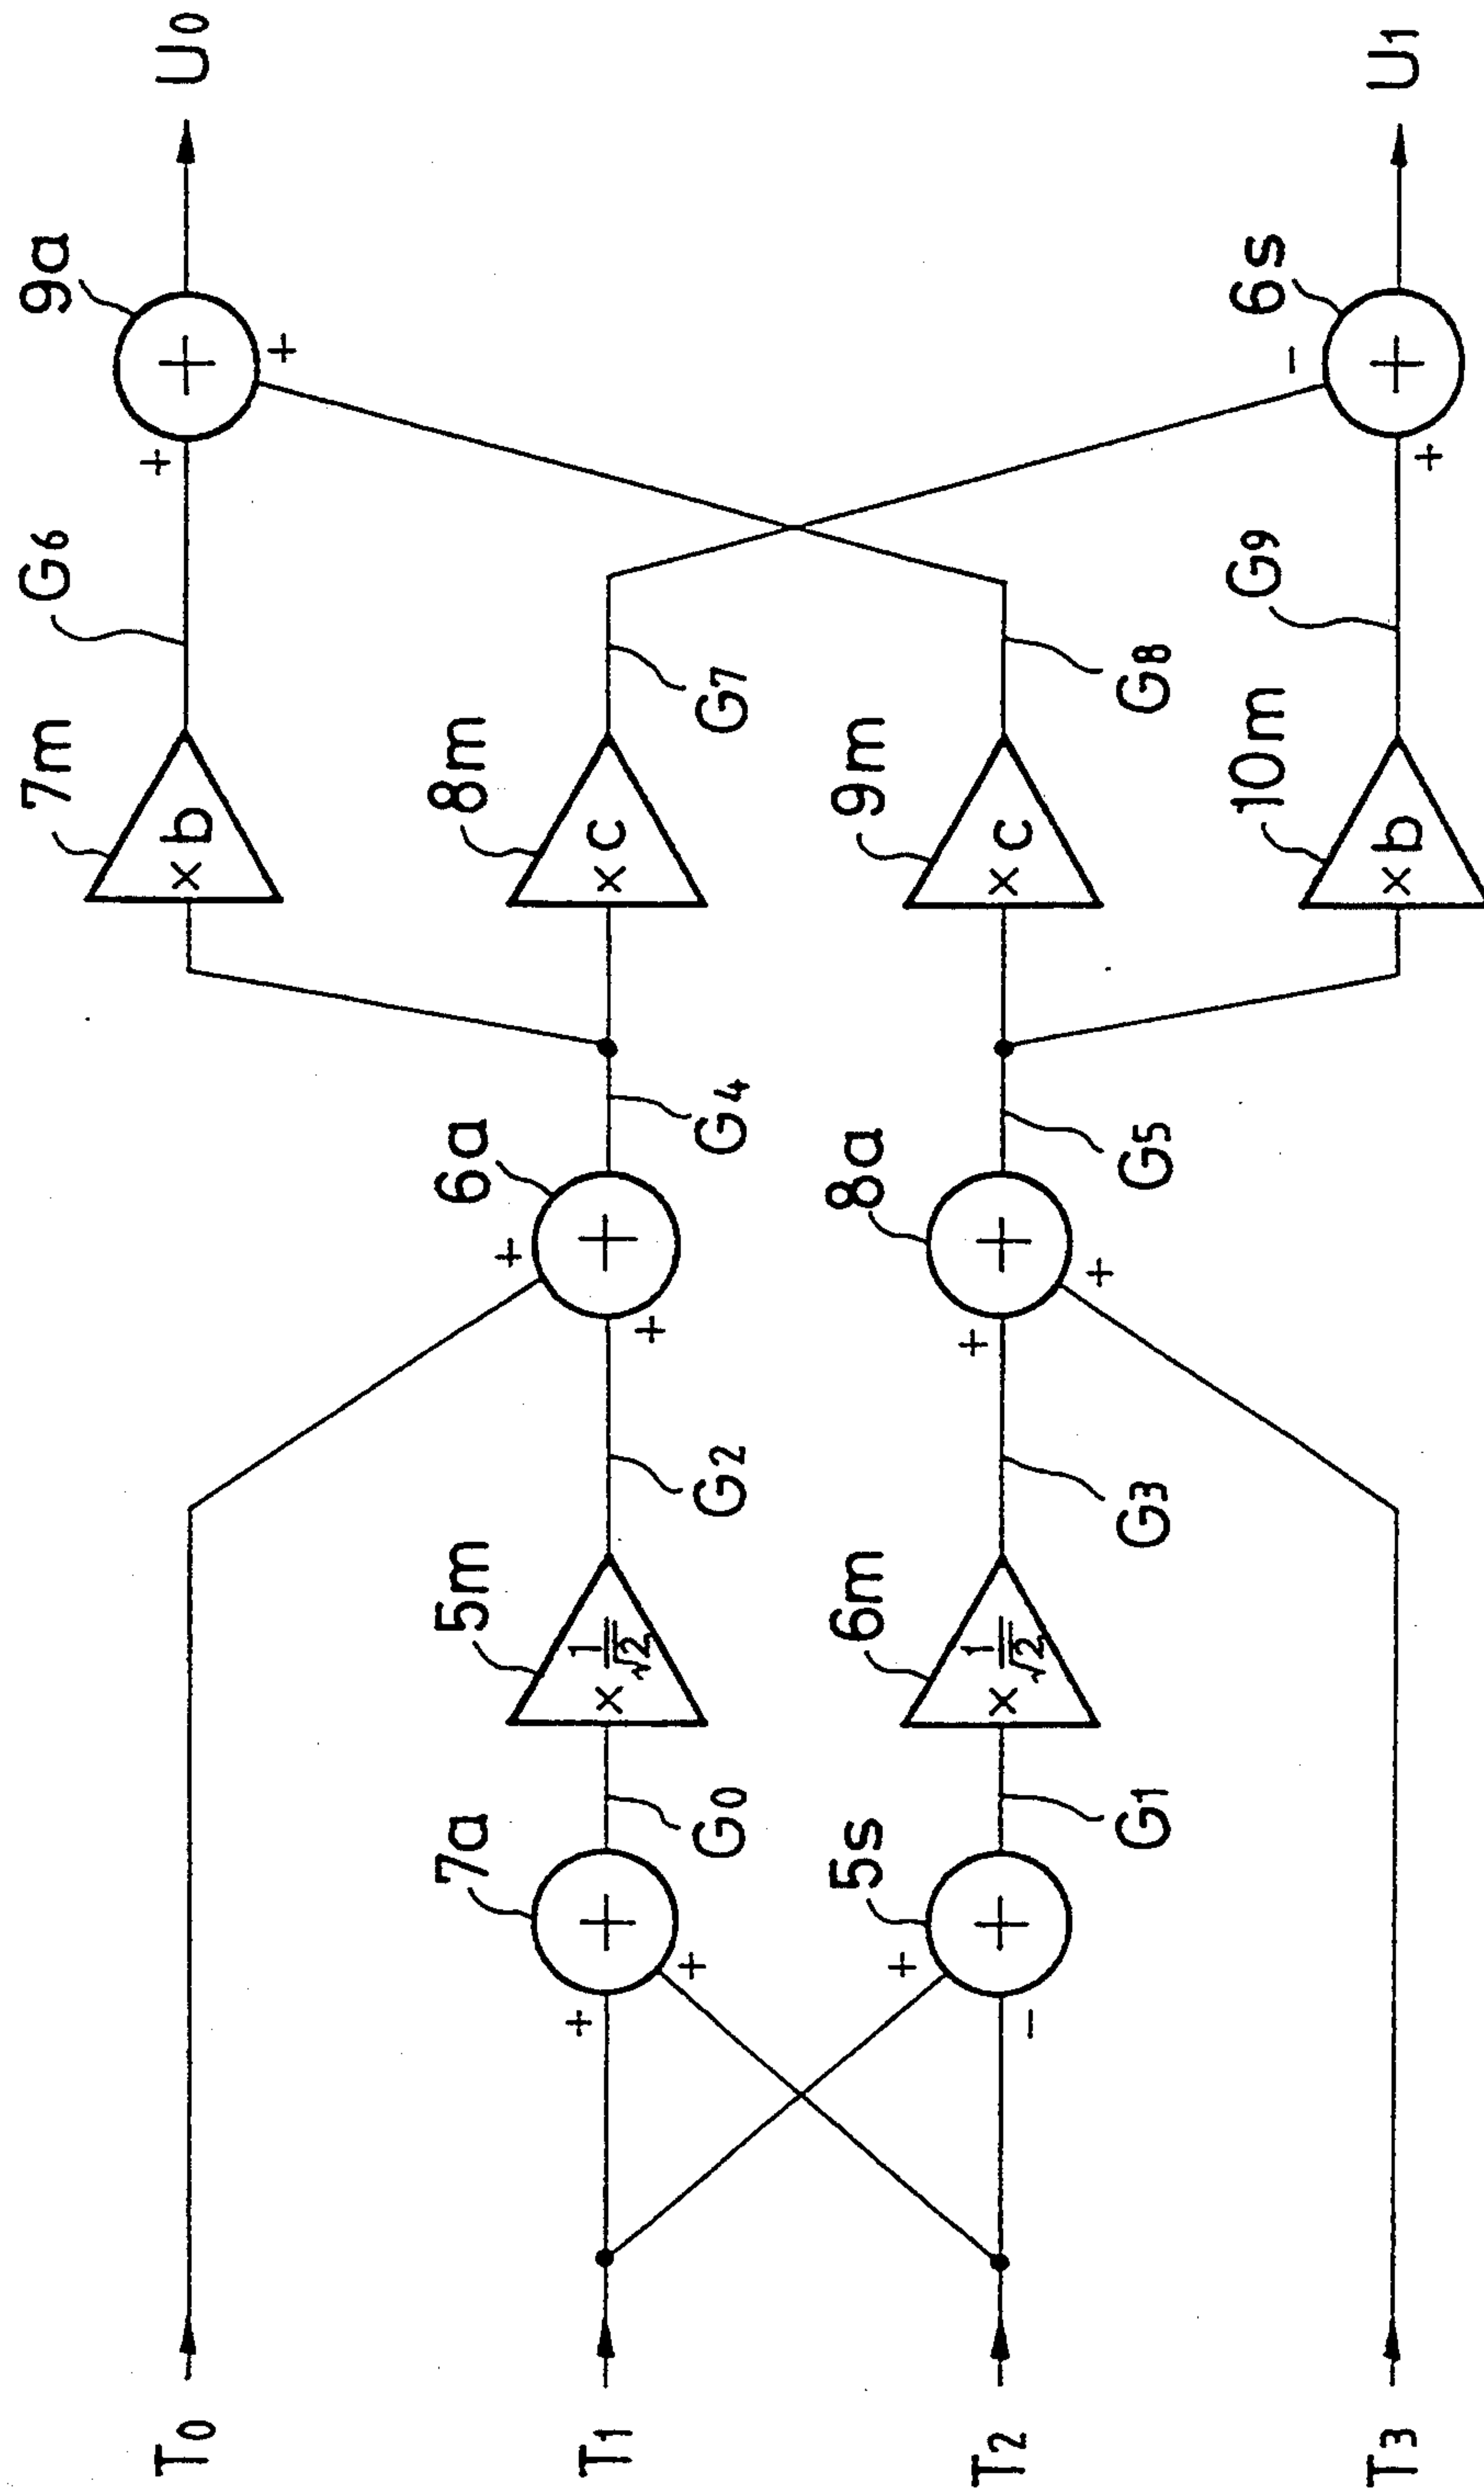 T0
T1
T2
T3
+
+
7a
+
+
-
5s
+
G0
G1
× 1/√2
5m
× 1/√2
6m
G2
G3
+
+
6a
+
+
+
8a
+
G4
G5
× b
7m
× c
8m
× c
9m
× b
10m
G6
G7
G8
G9
+
+
9a
+
+
-
6s
+
U0
U1